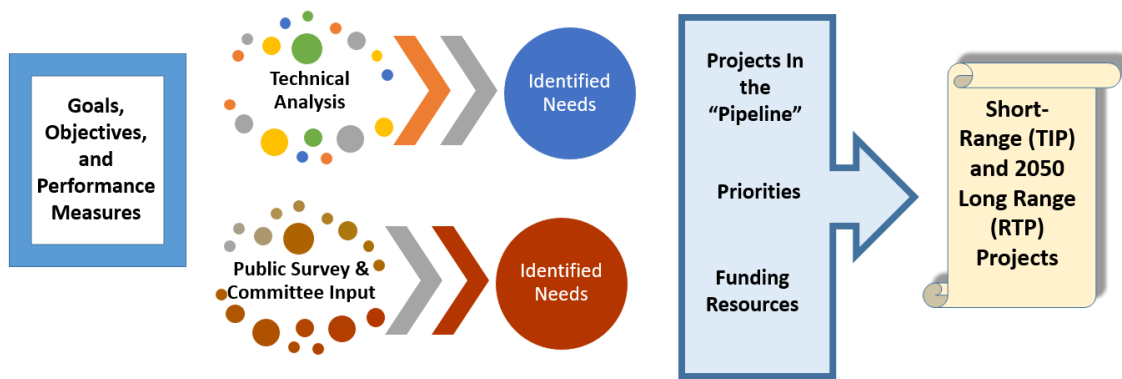 Goals,
Objectives,
and
Performance
Measures
Technical
Analysis
Identified
Needs
Public Survey &
Committee Input
Identified
Needs
Projects In
the
“Pipeline”
Priorities
Funding
Resources
Short-
Range (TIP)
and 2050
Long Range
(RTP)
Projects